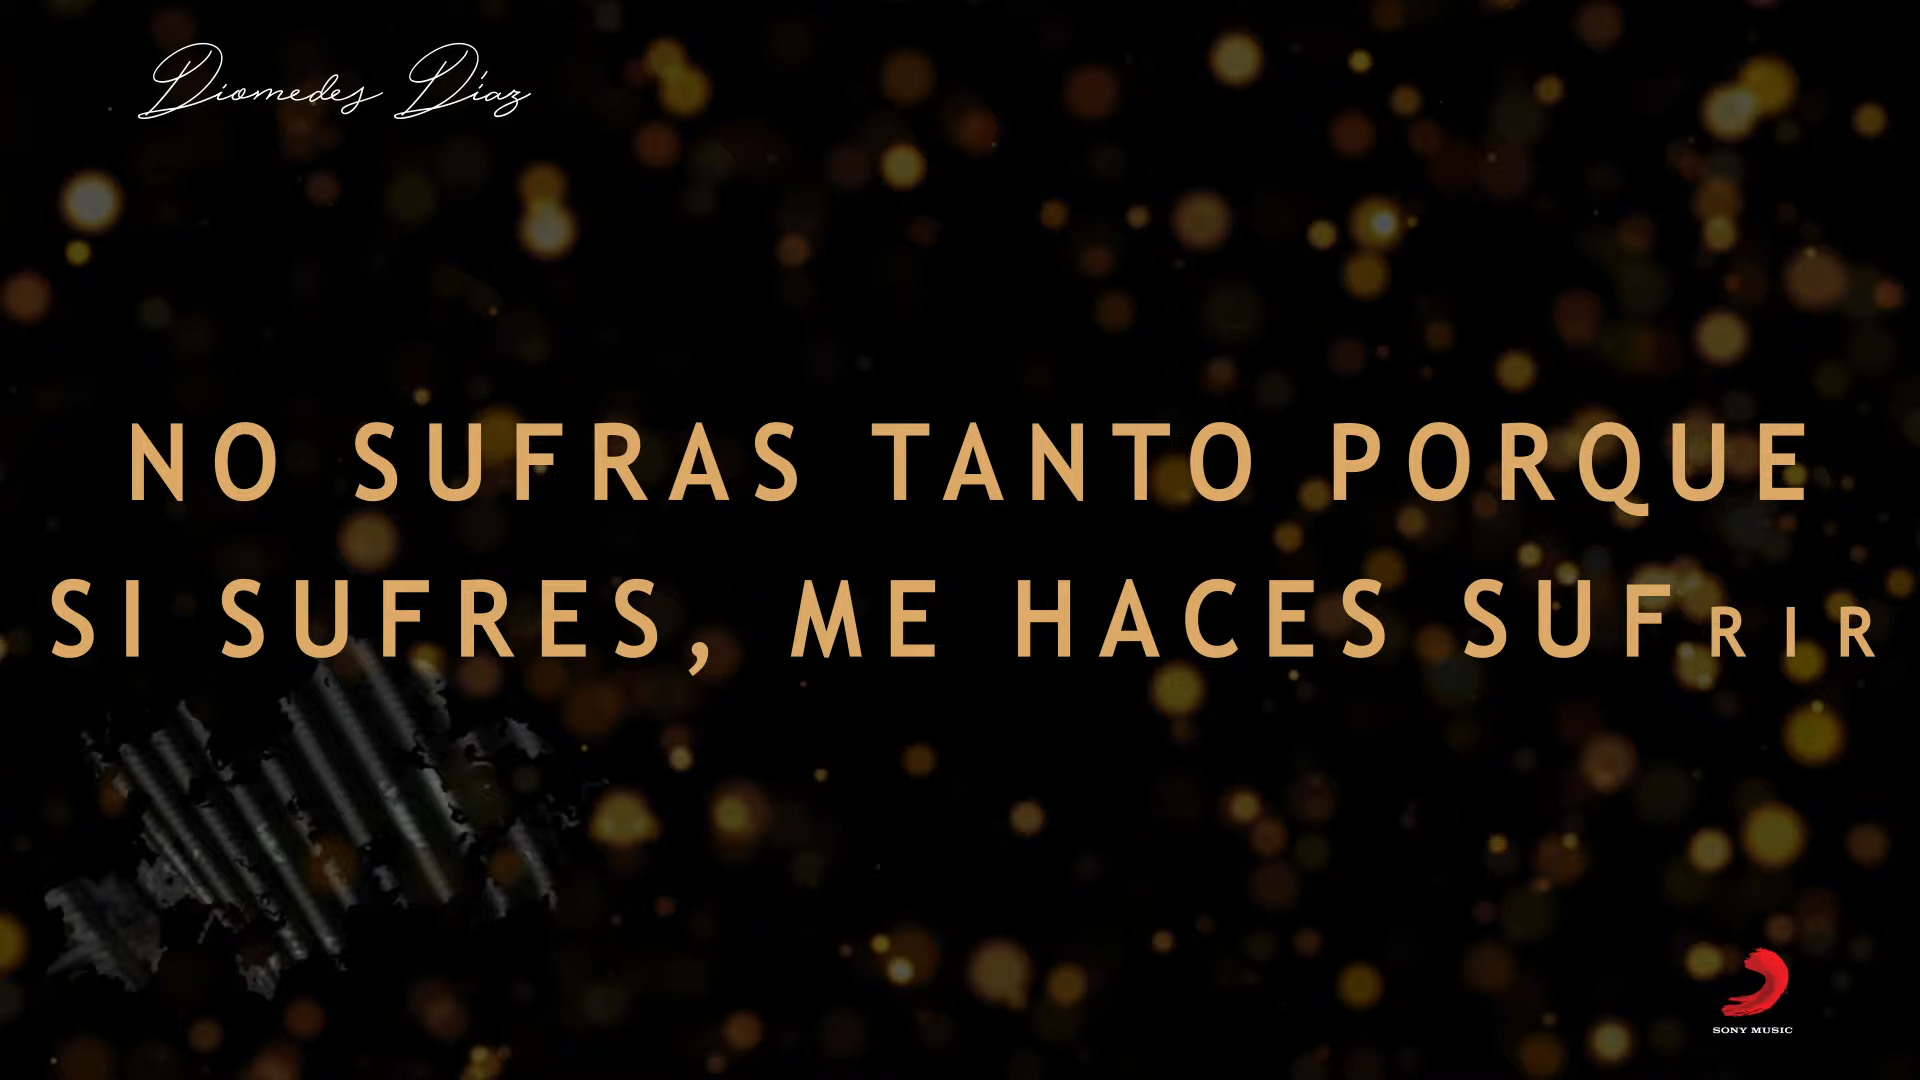 Diomedes Díaz
NO SUFRAS TANTO PORQUE
SI SUFRES, ME HACES SUFRIR
SONY MUSIC